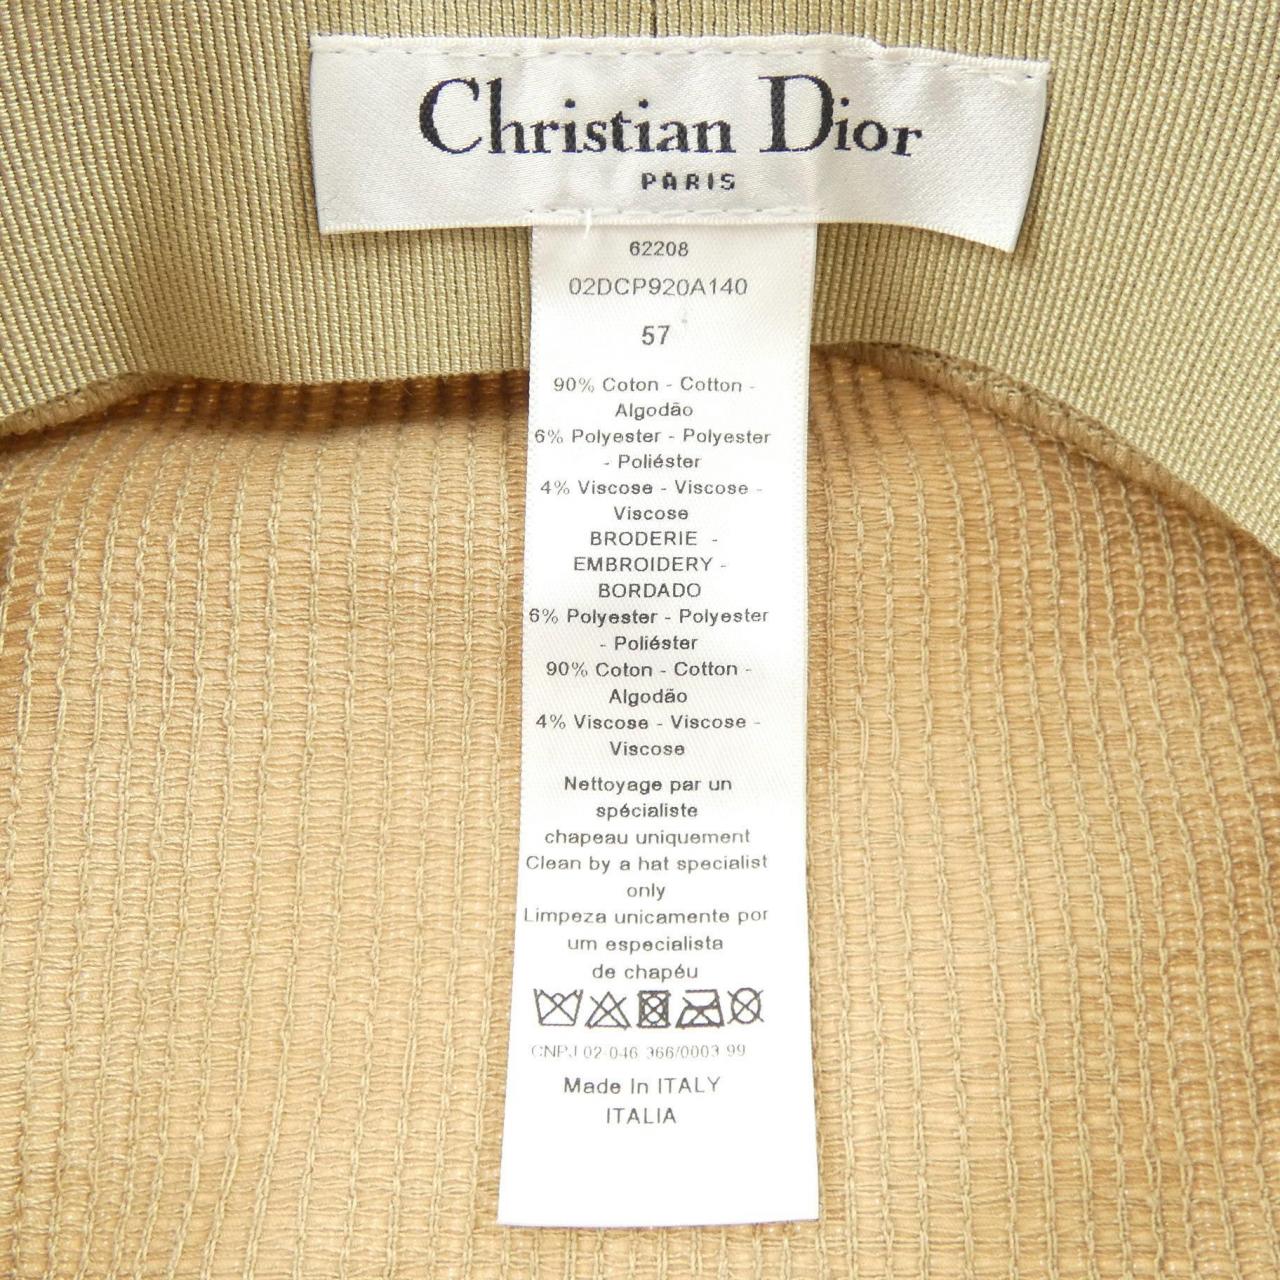 Christian Dior
PARIS
62208
02DCP920A140
57
90% Coton - Cotton -
Algodão
6% Polyester - Polyester
- Poliéster
4% Viscose - Viscose -
Viscose
BRODERIE -
EMBROIDERY -
BORDADO
6% Polyester - Polyester
- Poliéster
90% Coton - Cotton -
Algodão
4% Viscose - Viscose -
Viscose
Nettoyage par un
spécialiste
chapeau uniquement
Clean by a hat specialist
only
Limpeza unicamente por
um especialista
de chapéu
CNPJ 02-046 366/0003 99
Made In ITALY
ITALIA